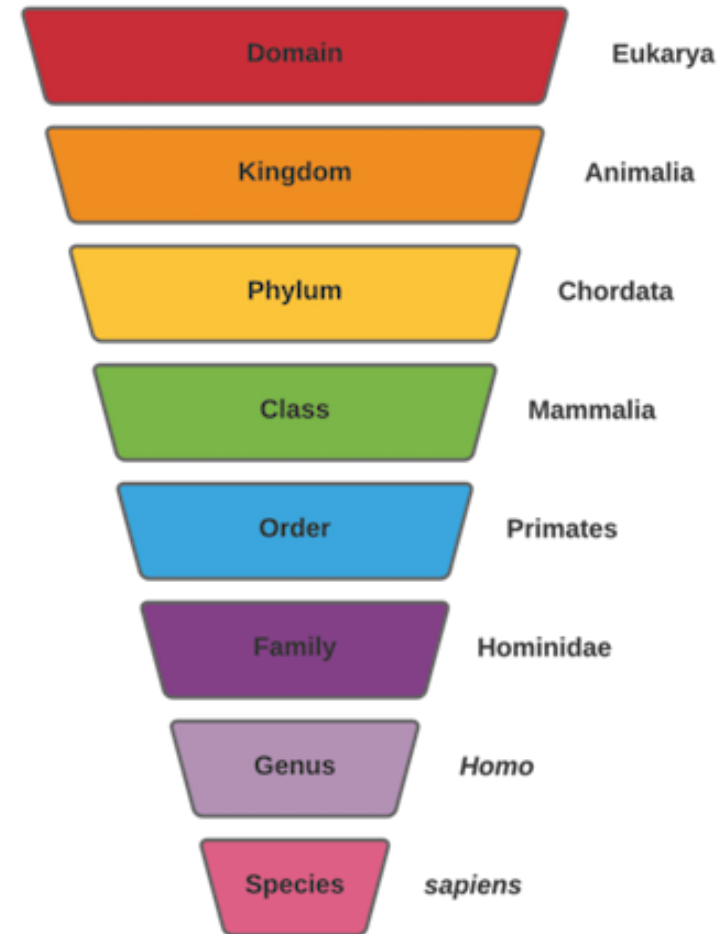 Domain Eukarya
Kingdom Animalia
Phylum Chordata
Class Mammalia
Order Primates
Family Hominidae
Genus Homo
Species sapiens